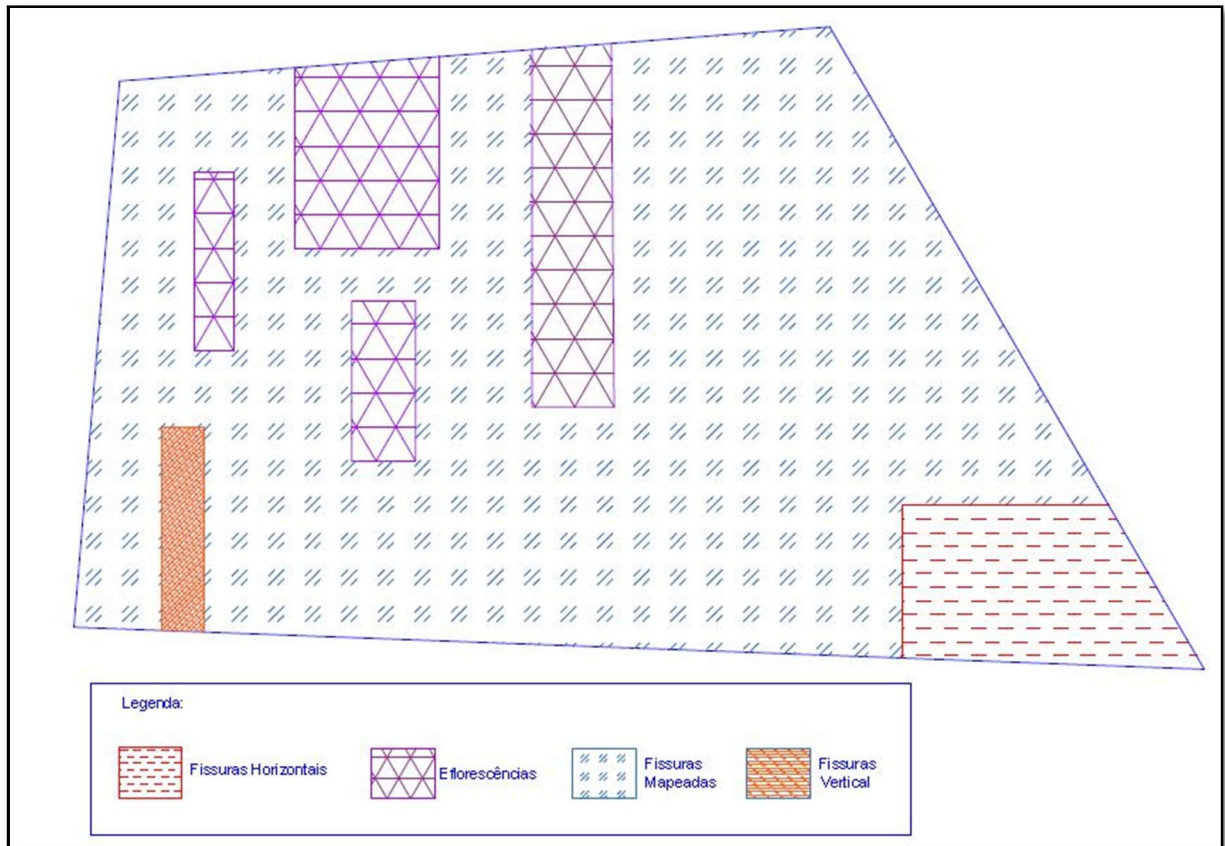 Legenda:
Fissuras Horizontais
Eflorescências
Fissuras
Mapeadas
Fissuras
Vertical